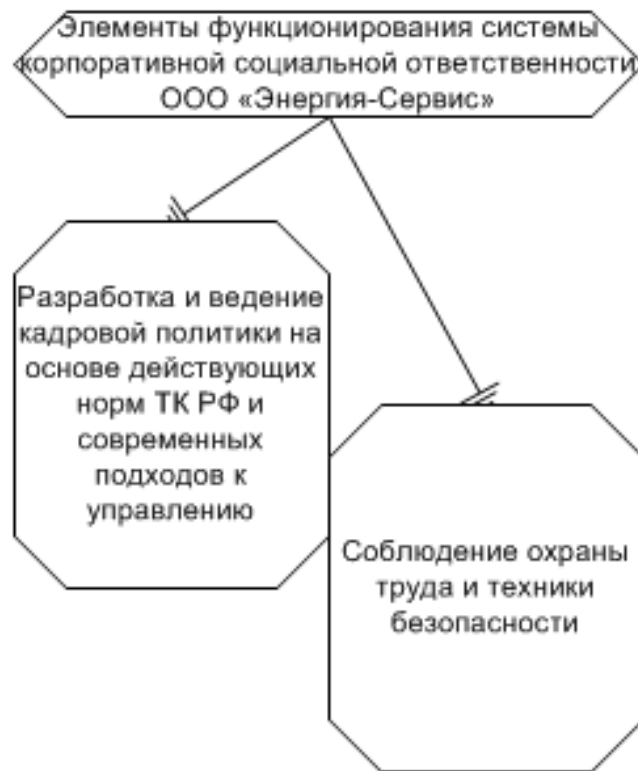 Элементы функционирования системы
корпоративной социальной ответственности
ООО «Энергия-Сервис»
Разработка и ведение
кадровой политики на
основе действующих
норм ТК РФ и
современных
подходов к
управлению
Соблюдение охраны
труда и техники
безопасности